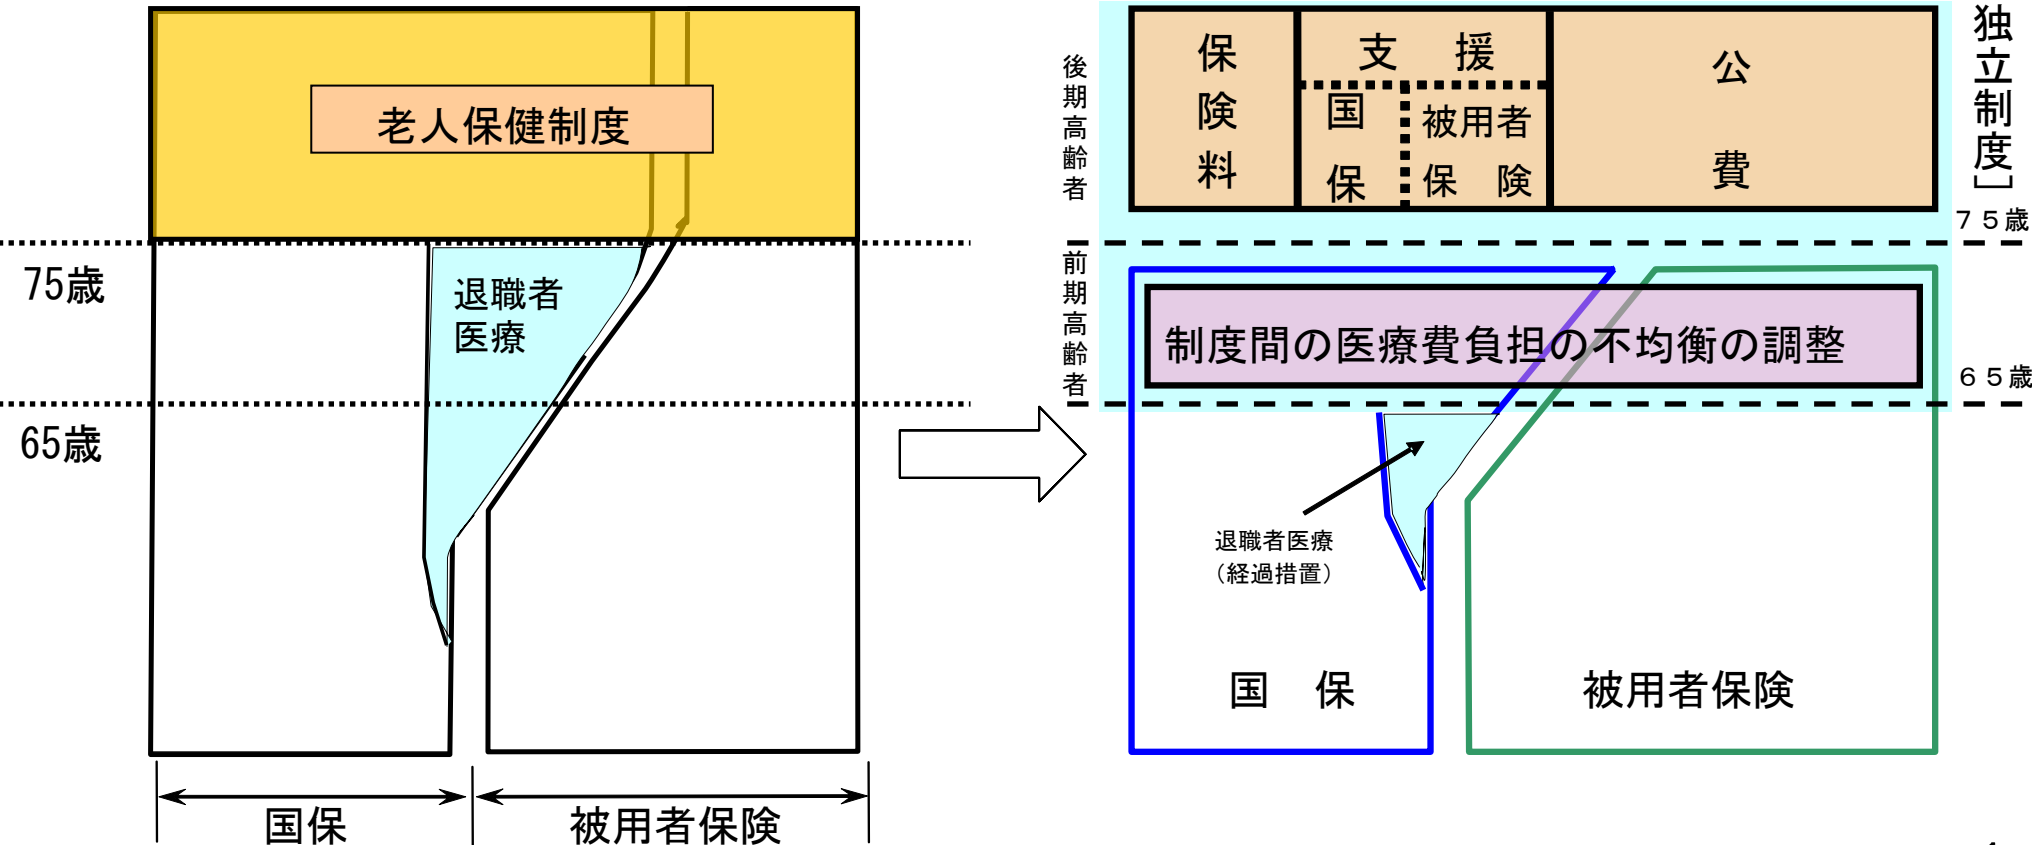 老人保健制度
75歳
退職者
医療
65歳
国保
被用者保険
後期高齢者
保険料
支　援
国保
被用者
保　険
公費
独立制度］
７５歳
前期高齢者
制度間の医療費負担の不均衡の調整
６５歳
退職者医療
（経過措置）
国　保
被用者保険